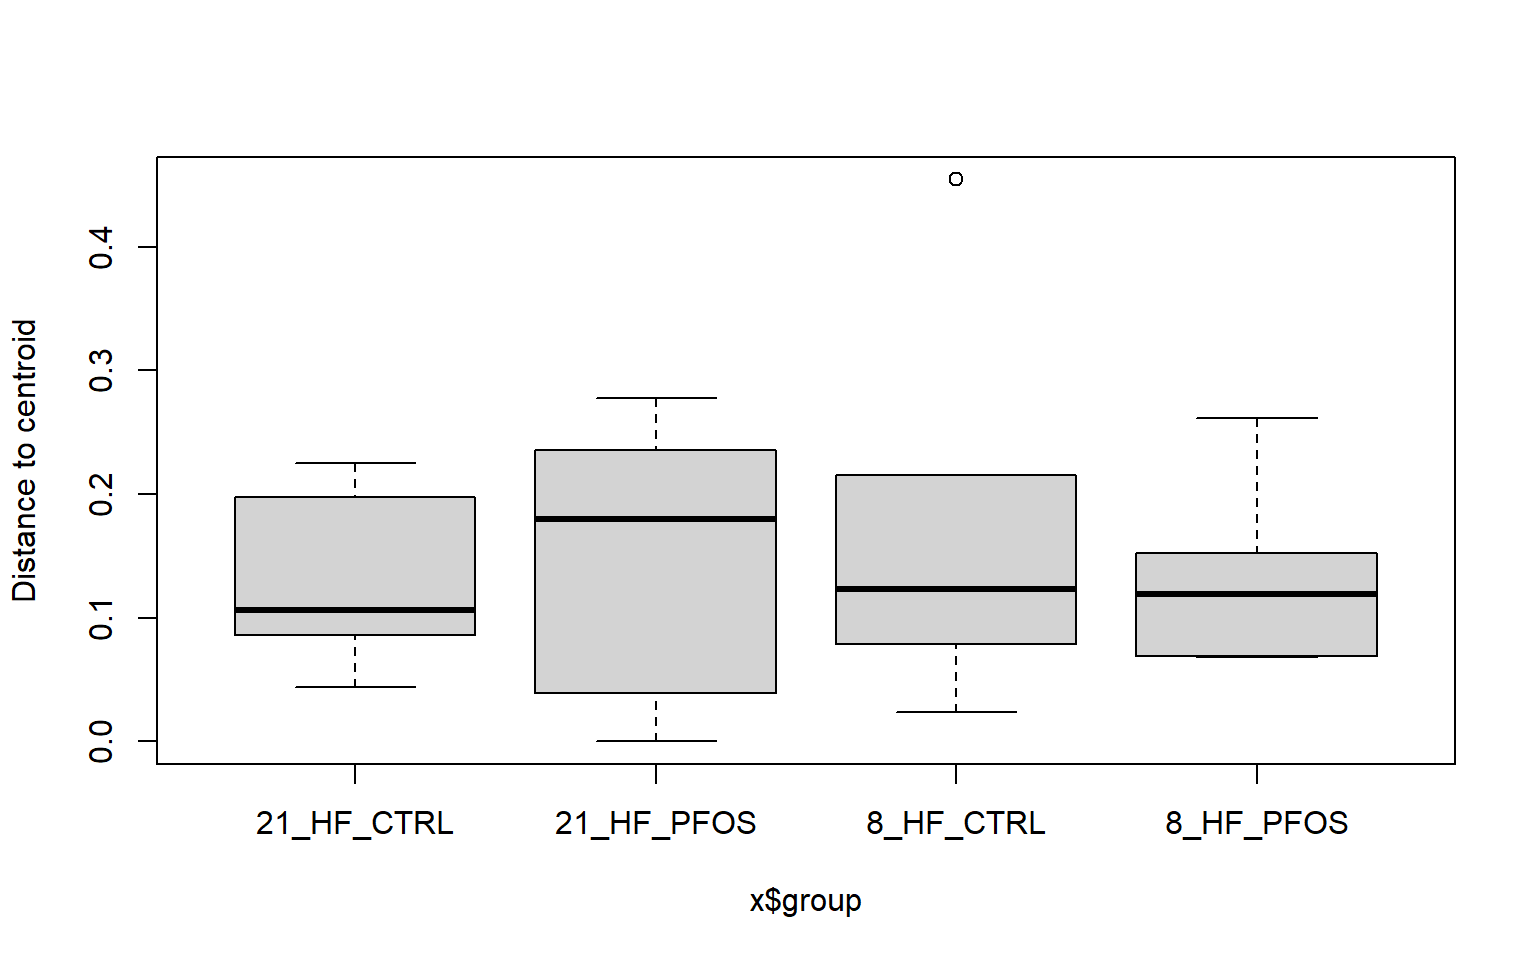 0.4
0.3
0.2
0.1
0.0
Distance to centroid
21_HF_CTRL
21_HF_PFOS
8_HF_CTRL
8_HF_PFOS
x$group